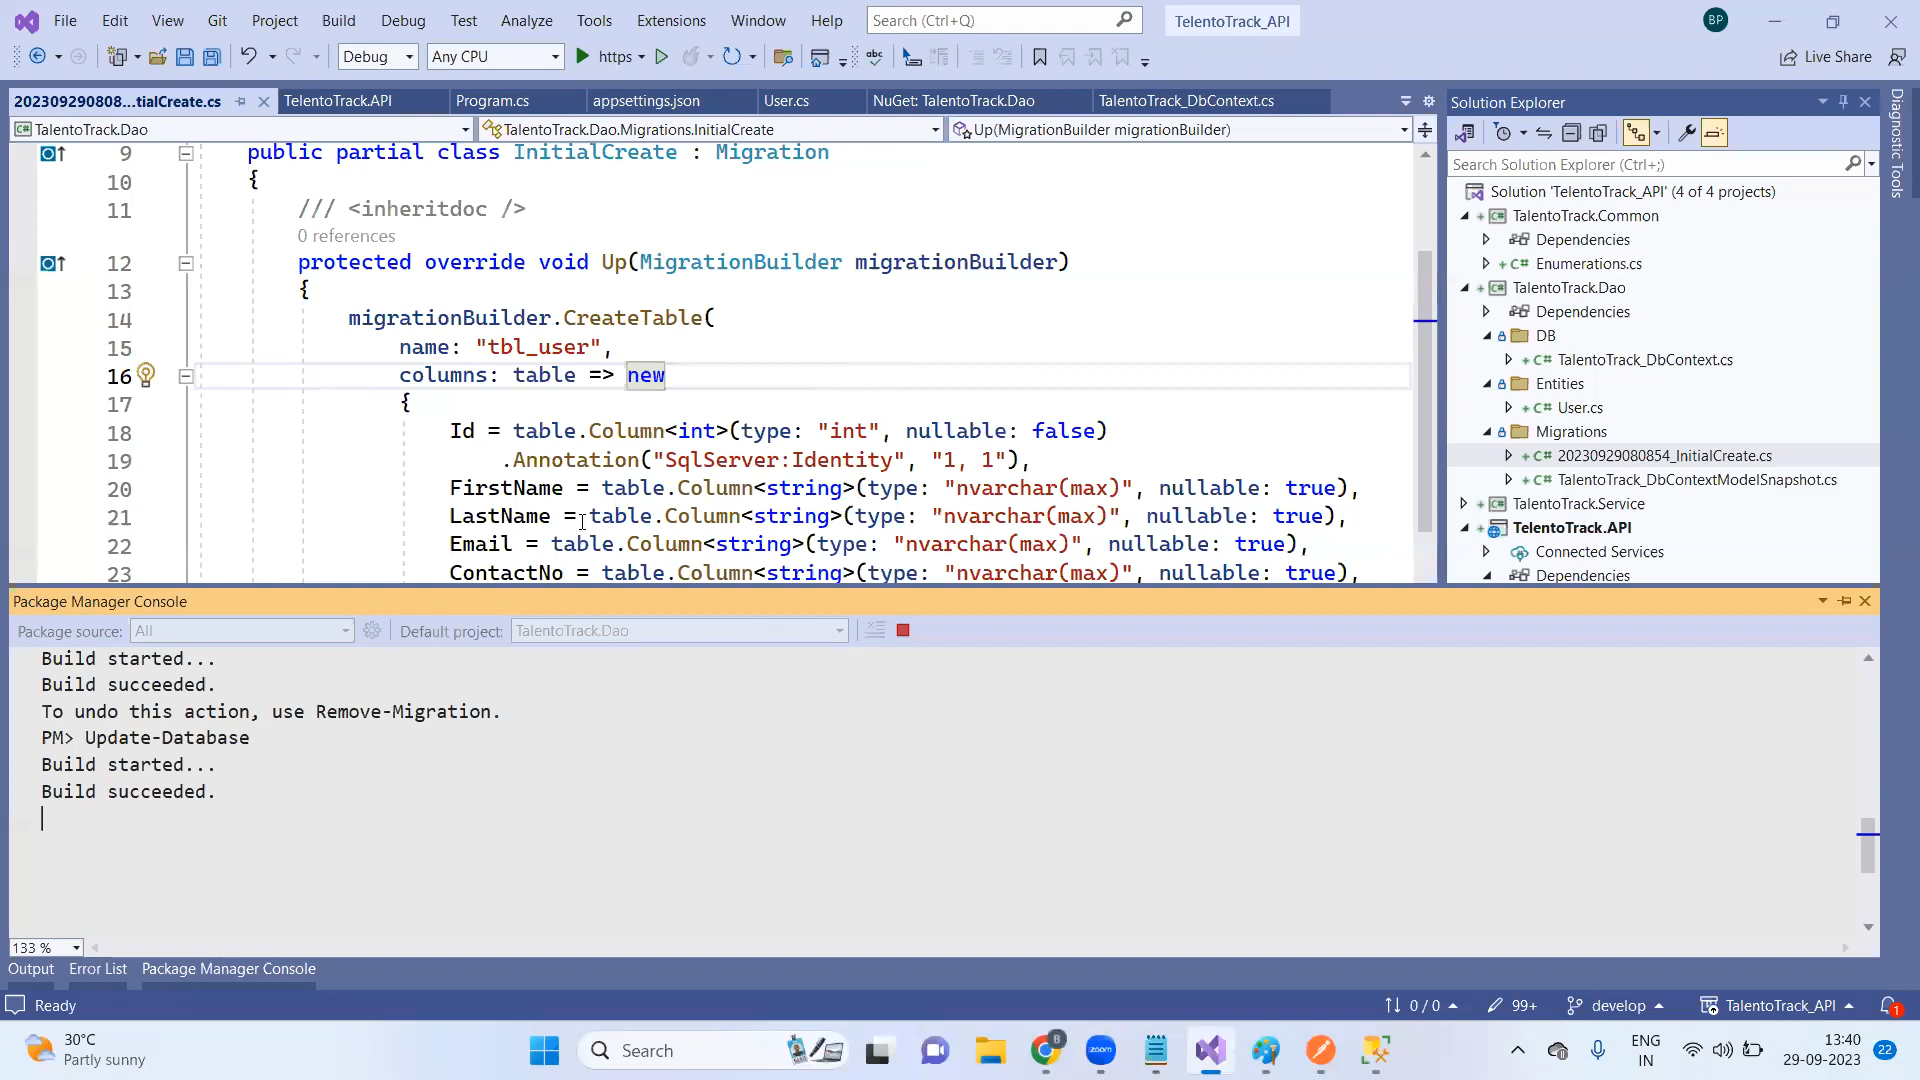 File Edit View Git Project Build Debug Test Analyze Tools Extensions Window Help Search (Ctrl+Q) TelentoTrack_API BP
Debug Any CPU https Live Share
202309290808...tialCreate.cs TelentoTrack.API Program.cs appsettings.json User.cs NuGet: TalentoTrack.Dao TalentoTrack_DbContext.cs
TalentoTrack.Dao TalentoTrack.Dao.Migrations.InitialCreate Up(MigrationBuilder migrationBuilder)
9 public partial class InitialCreate : Migration
10 {
11 /// <inheritdoc />
0 references
12 protected override void Up(MigrationBuilder migrationBuilder)
13 {
14 migrationBuilder.CreateTable(
15 name: "tbl_user",
16 columns: table => new
17 {
18 Id = table.Column<int>(type: "int", nullable: false)
19 .Annotation("SqlServer:Identity", "1, 1"),
20 FirstName = table.Column<string>(type: "nvarchar(max)", nullable: true),
21 LastName = table.Column<string>(type: "nvarchar(max)", nullable: true),
22 Email = table.Column<string>(type: "nvarchar(max)", nullable: true),
23 ContactNo = table.Column<string>(type: "nvarchar(max)", nullable: true),
Solution Explorer
Search Solution Explorer (Ctrl+;)
Solution 'TelentoTrack_API' (4 of 4 projects)
TalentoTrack.Common
Dependencies
Enumerations.cs
TalentoTrack.Dao
Dependencies
DB
TalentoTrack_DbContext.cs
Entities
User.cs
Migrations
20230929080854_InitialCreate.cs
TalentoTrack_DbContextModelSnapshot.cs
TalentoTrack.Service
TelentoTrack.API
Connected Services
Dependencies
Diagnostic Tools
Package Manager Console
Package source: All Default project: TalentoTrack.Dao
Build started...
Build succeeded.
To undo this action, use Remove-Migration.
PM> Update-Database
Build started...
Build succeeded.
133 %
Output Error List Package Manager Console
Ready 0 / 0 99+ develop TalentoTrack_API 1
30°C
Partly sunny
Search
B
zoom
ENG
IN
13:40
29-09-2023
22